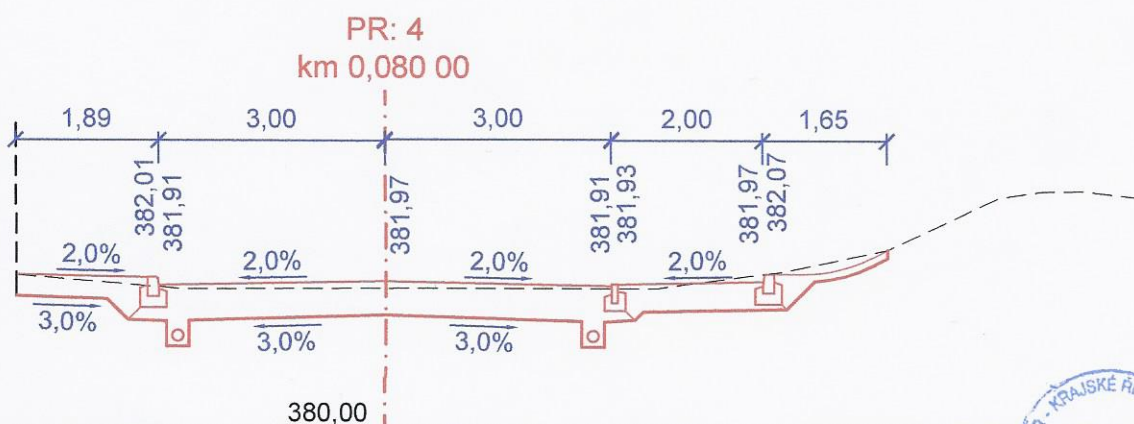 PR: 4
km 0,080 00
1,89 3,00 3,00 2,00 1,65
382,01 381,91 381,97 381,91 381,93 381,97 382,07
2,0% 2,0% 2,0% 2,0%
3,0% 3,0% 3,0%
380,00
- KRAJSKÉ